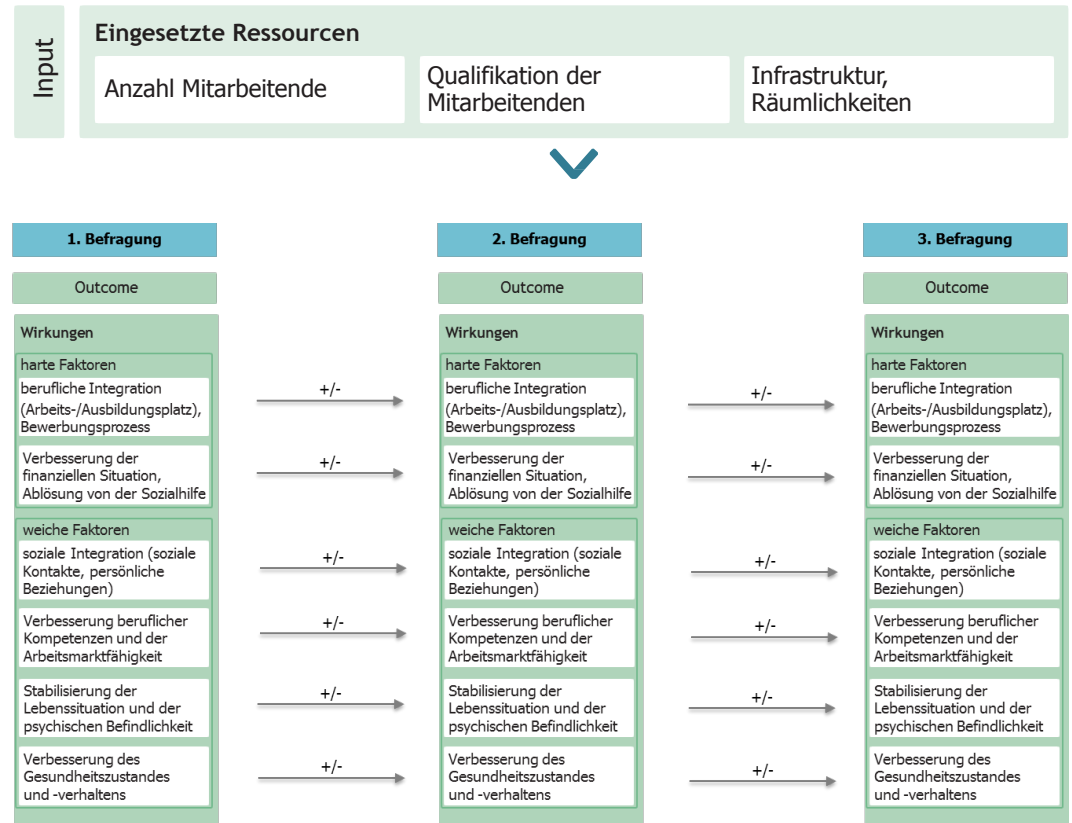 Input
Eingesetzte Ressourcen
Anzahl Mitarbeitende
Qualifikation der
Mitarbeitenden
Infrastruktur,
Räumlichkeiten
1. Befragung
Outcome
Wirkungen
harte Faktoren
berufliche Integration
(Arbeits-/Ausbildungsplatz),
Bewerbungsprozess
Verbesserung der
finanziellen Situation,
Ablösung von der Sozialhilfe
weiche Faktoren
soziale Integration (soziale
Kontakte, persönliche
Beziehungen)
Verbesserung beruflicher
Kompetenzen und der
Arbeitsmarktfähigkeit
Stabilisierung der
Lebenssituation und der
psychischen Befindlichkeit
Verbesserung des
Gesundheitszustandes
und -verhaltens
+/-
+/-
+/-
+/-
+/-
+/-
2. Befragung
Outcome
Wirkungen
harte Faktoren
berufliche Integration
(Arbeits-/Ausbildungsplatz),
Bewerbungsprozess
Verbesserung der
finanziellen Situation,
Ablösung von der Sozialhilfe
weiche Faktoren
soziale Integration (soziale
Kontakte, persönliche
Beziehungen)
Verbesserung beruflicher
Kompetenzen und der
Arbeitsmarktfähigkeit
Stabilisierung der
Lebenssituation und der
psychischen Befindlichkeit
Verbesserung des
Gesundheitszustandes
und -verhaltens
+/-
+/-
+/-
+/-
+/-
+/-
3. Befragung
Outcome
Wirkungen
harte Faktoren
berufliche Integration
(Arbeits-/Ausbildungsplatz),
Bewerbungsprozess
Verbesserung der
finanziellen Situation,
Ablösung von der Sozialhilfe
weiche Faktoren
soziale Integration (soziale
Kontakte, persönliche
Beziehungen)
Verbesserung beruflicher
Kompetenzen und der
Arbeitsmarktfähigkeit
Stabilisierung der
Lebenssituation und der
psychischen Befindlichkeit
Verbesserung des
Gesundheitszustandes
und -verhaltens